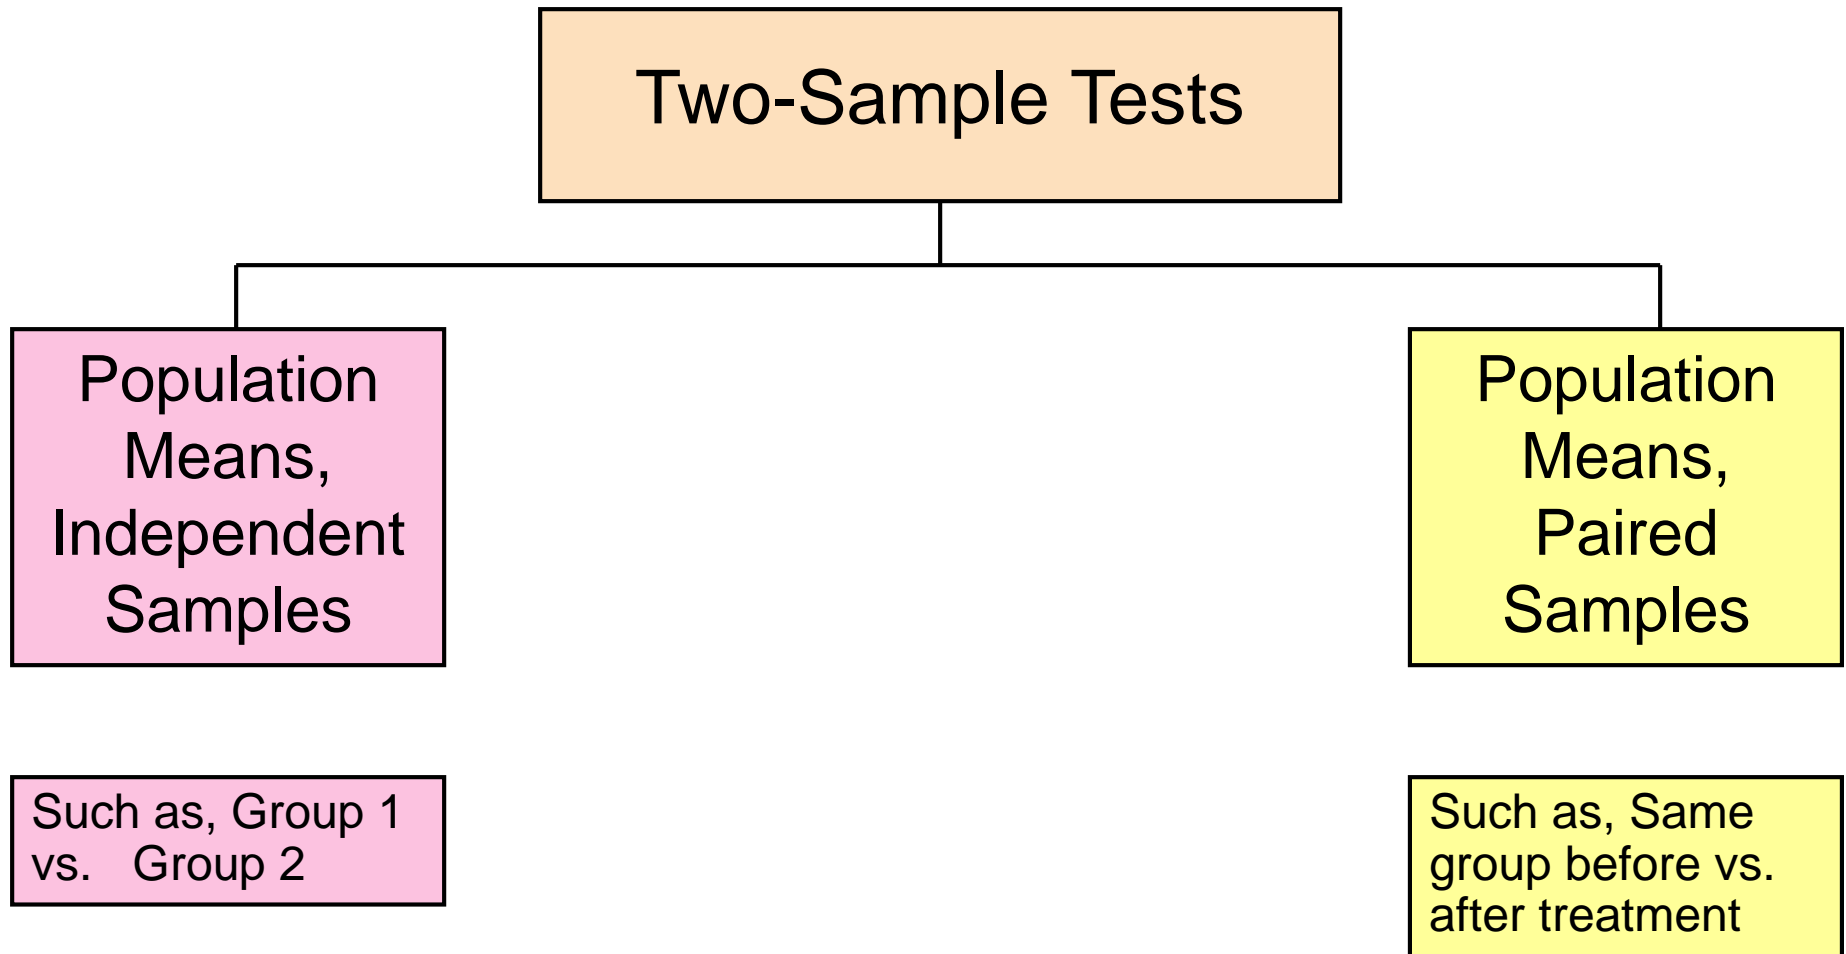 Two-Sample Tests
Population
Means,
Independent
Samples
Population
Means,
Paired
Samples
Such as, Group 1
vs.   Group 2
Such as, Same
group before vs.
after treatment